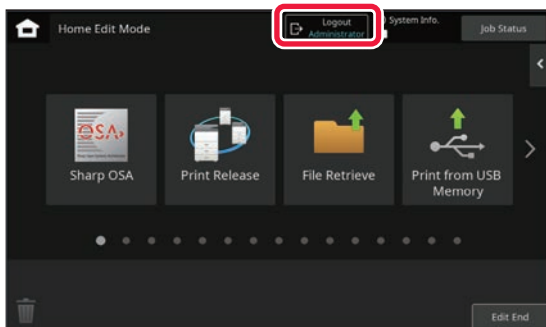 Home Edit Mode
Logout
Administrator
System Info.
Job Status
Sharp OSA
Print Release
File Retrieve
Print from USB
Memory
Edit End